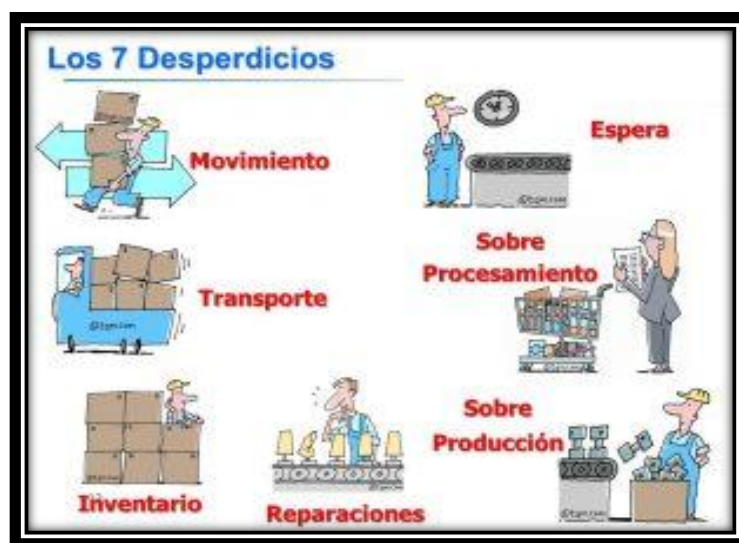 Los 7 Desperdicios
Movimiento
Espera
Transporte
Sobre
Procesamiento
Inventario
Reparaciones
Sobre
Producción